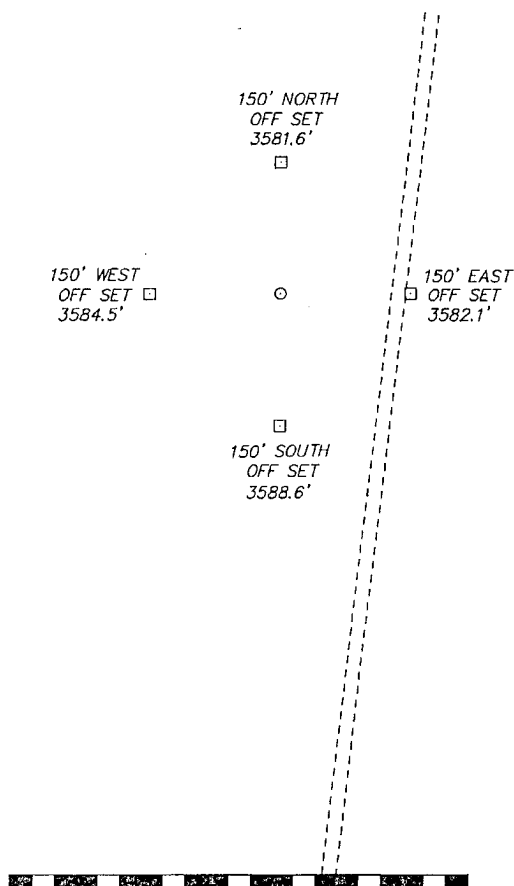 150' NORTH
OFF SET
3581.6'
150' WEST
OFF SET
3584.5'
150' EAST
OFF SET
3582.1'
150' SOUTH
OFF SET
3588.6'